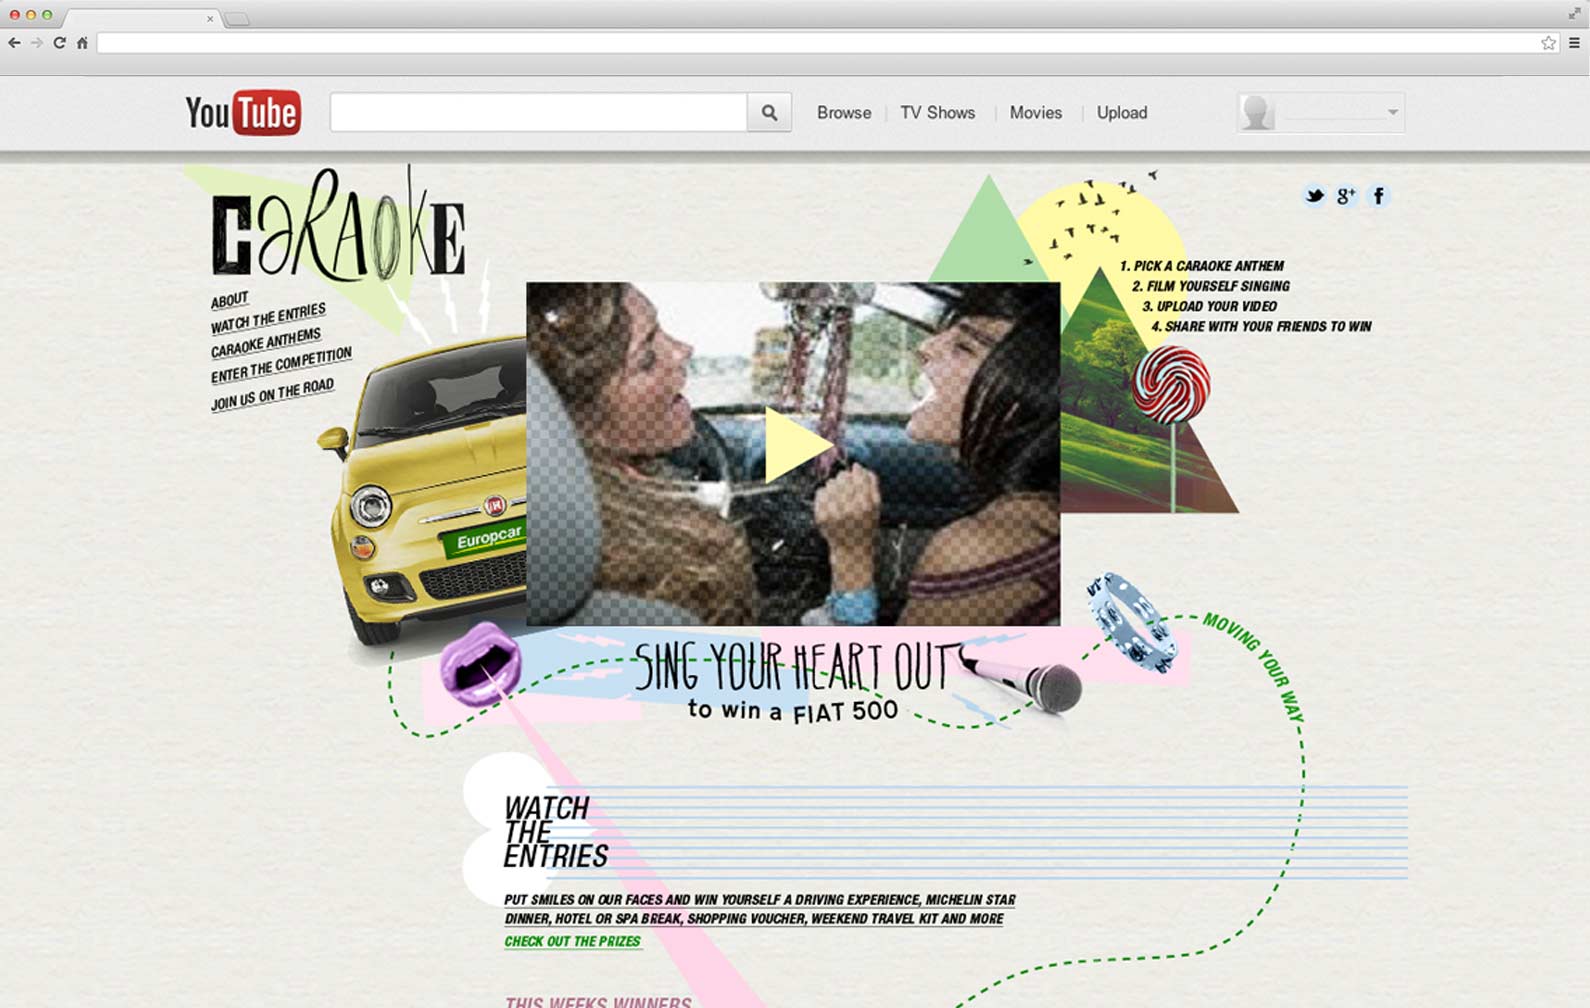 YouTube
Browse
TV Shows
Movies
Upload
CARAOKE
ABOUT
WATCH THE ENTRIES
CARAOKE ANTHEMS
ENTER THE COMPETITION
JOIN US ON THE ROAD
g+
f
1. PICK A CARAOKE ANTHEM
2. FILM YOURSELF SINGING
3. UPLOAD YOUR VIDEO
4. SHARE WITH YOUR FRIENDS TO WIN
Europcar
SING YOUR HEART OUT
to win a FIAT 500
MOVING YOUR WAY
WATCH
THE
ENTRIES
PUT SMILES ON OUR FACES AND WIN YOURSELF A DRIVING EXPERIENCE, MICHELIN STAR
DINNER, HOTEL OR SPA BREAK, SHOPPING VOUCHER, WEEKEND TRAVEL KIT AND MORE
CHECK OUT THE PRIZES
THIS WEEKS WINNERS